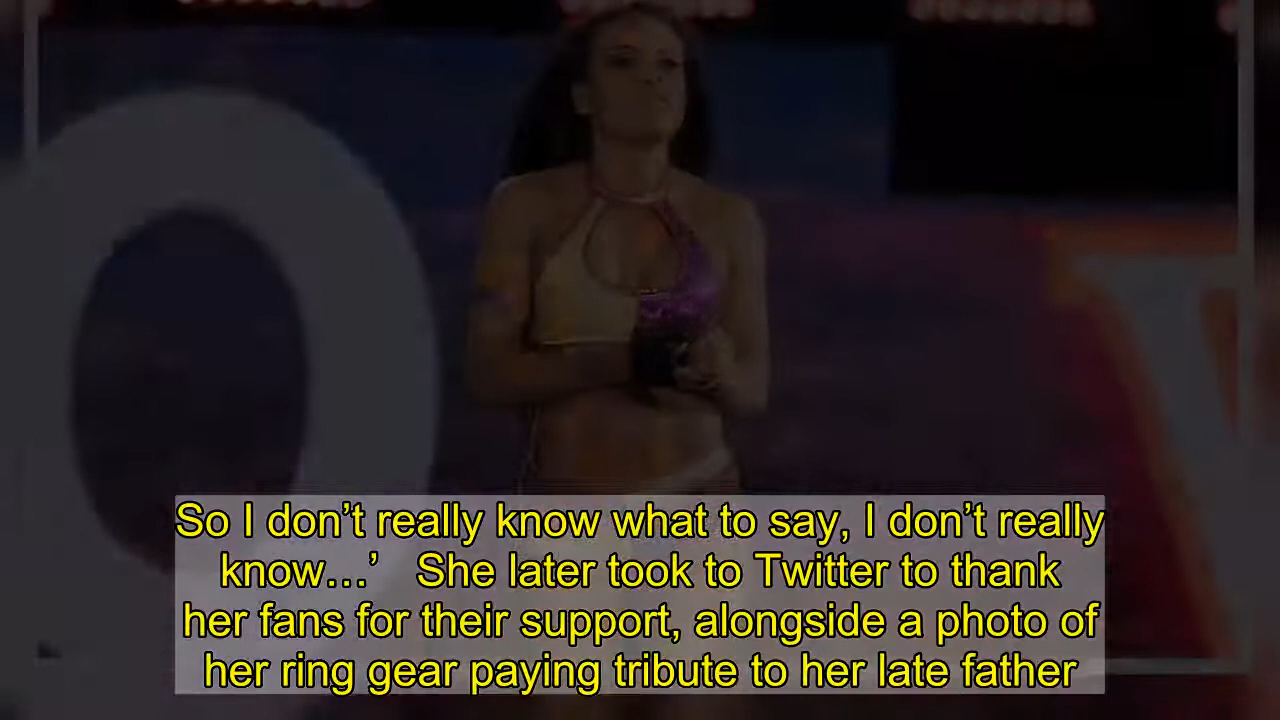 So I don’t really know what to say, I don’t really
know…’   She later took to Twitter to thank
her fans for their support, alongside a photo of
her ring gear paying tribute to her late father